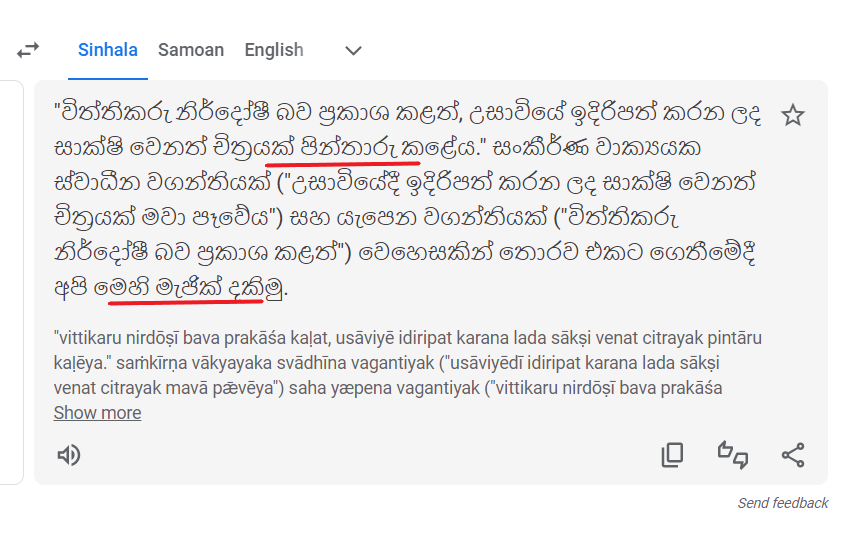 Sinhala Samoan English
"විත්තිකරු නිර්දෝෂී බව ප්‍රකාශ කළත්, උසාවියේ ඉදිරිපත් කරන ලද
සාක්ෂි වෙනත් චිත්‍රයක් පින්තාරු කළේය." සංකීර්ණ වාක්‍යයක
ස්වාධීන වගන්තියක් ("උසාවියේදී ඉදිරිපත් කරන ලද සාක්ෂි වෙනත්
චිත්‍රයක් මවා පෑවේය") සහ යැපෙන වගන්තියක් ("විත්තිකරු
නිර්දෝෂී බව ප්‍රකාශ කළත්") වෙහෙසකින් තොරව එකට ගෙතීමේදී
අපි මෙහි මැජික් දකිමු.
"vittikaru nirdōṣī bava prakāśa kaḷat, usāviyē idiripat karana lada sākṣi venat citrayak pintāru
kaḷēya." saṁkīrṇa vākyayaka svādhīna vagantiyak ("usāviyēdī idiripat karana lada sākṣi
venat citrayak mavā pǣvēya") saha yæpena vagantiyak ("vittikaru nirdōṣī bava prakāśa
Show more
Send feedback